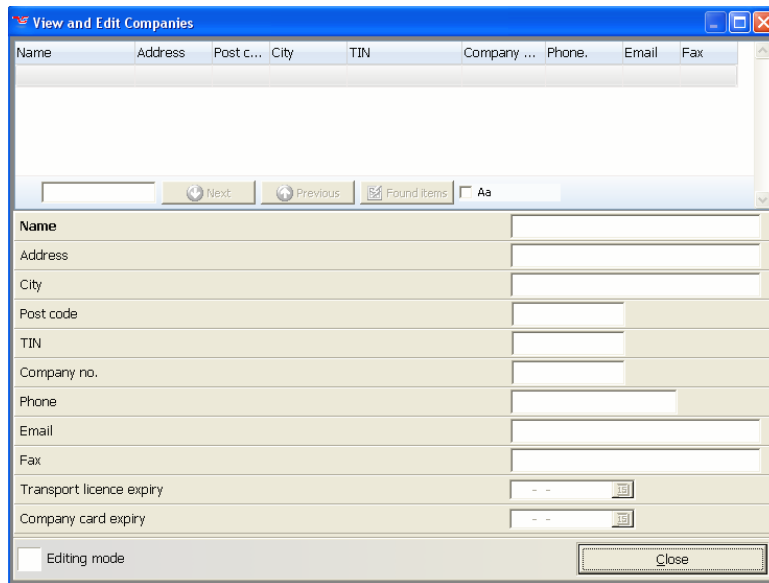 View and Edit Companies
Name Address Post c... City TIN Company ... Phone. Email Fax
Next Previous Found items Aa
Name
Address
City
Post code
TIN
Company no.
Phone
Email
Fax
Transport licence expiry - - 15
Company card expiry - - 15
Editing mode Close